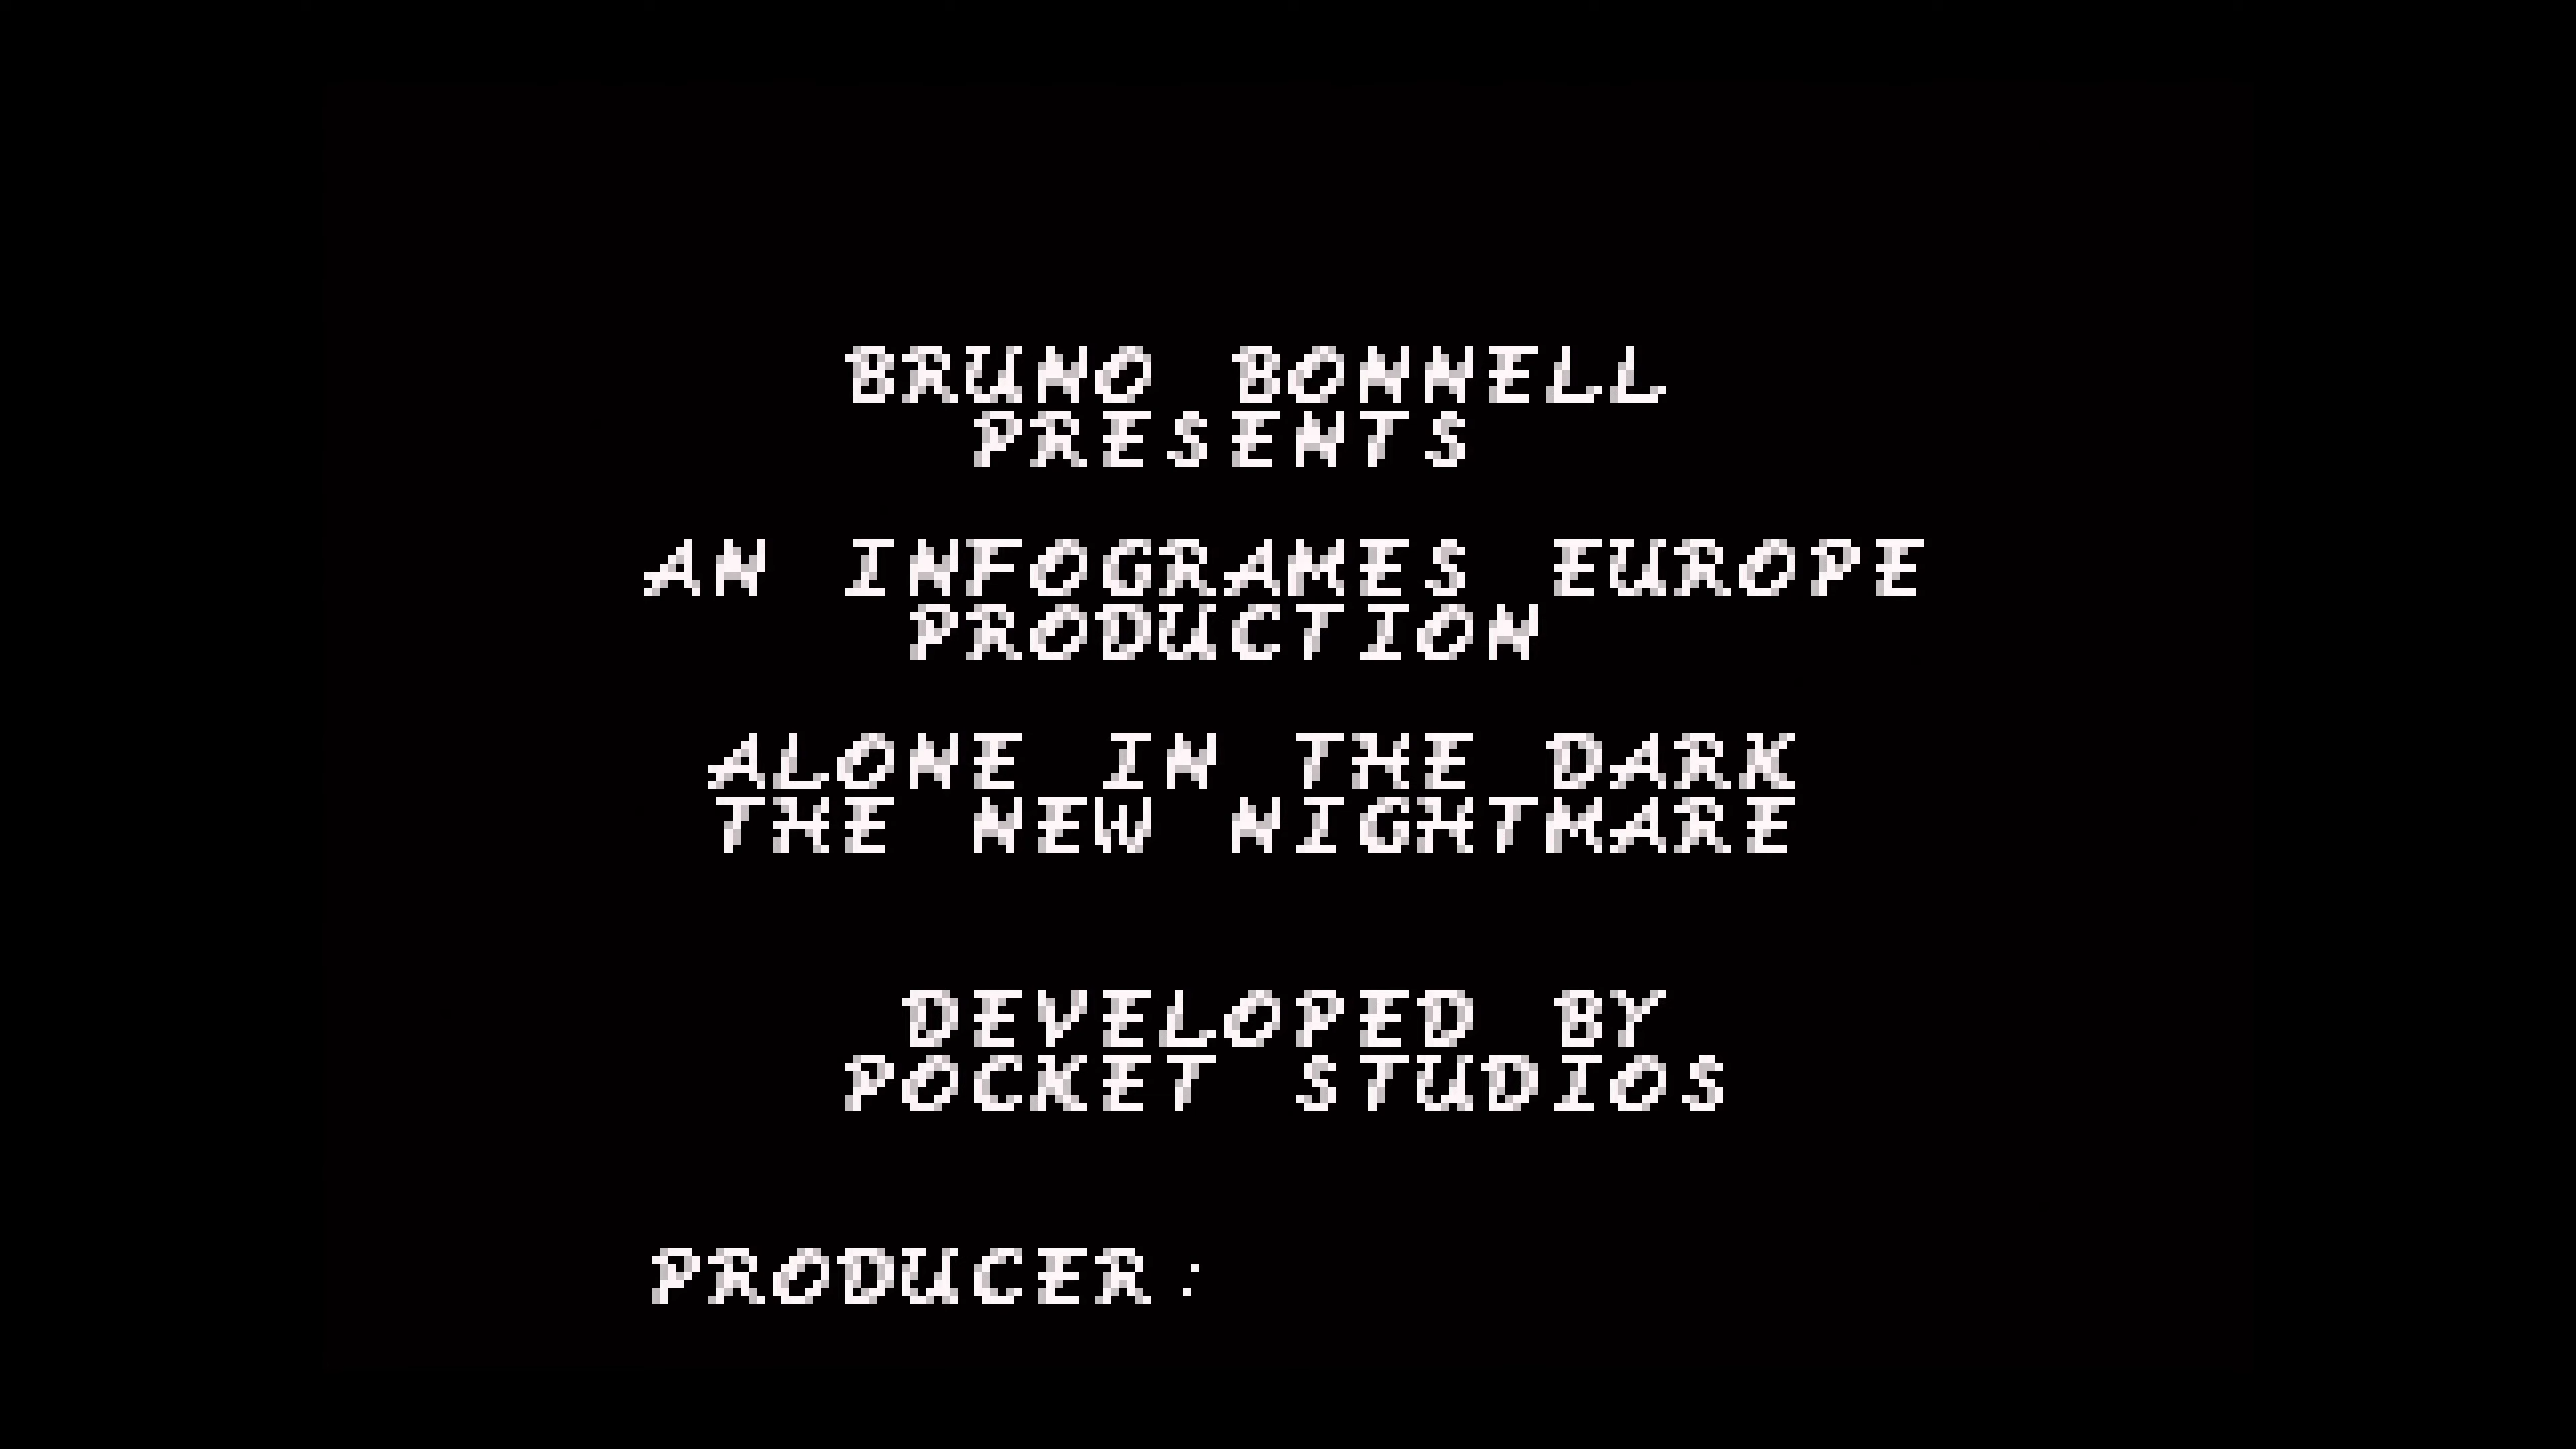 BRUNO BONNELL
PRESENTS
AN INFOGRAMES EUROPE
PRODUCTION
ALONE IN THE DARK
THE NEW NIGHTMARE
DEVELOPED BY
POCKET STUDIOS
PRODUCER: